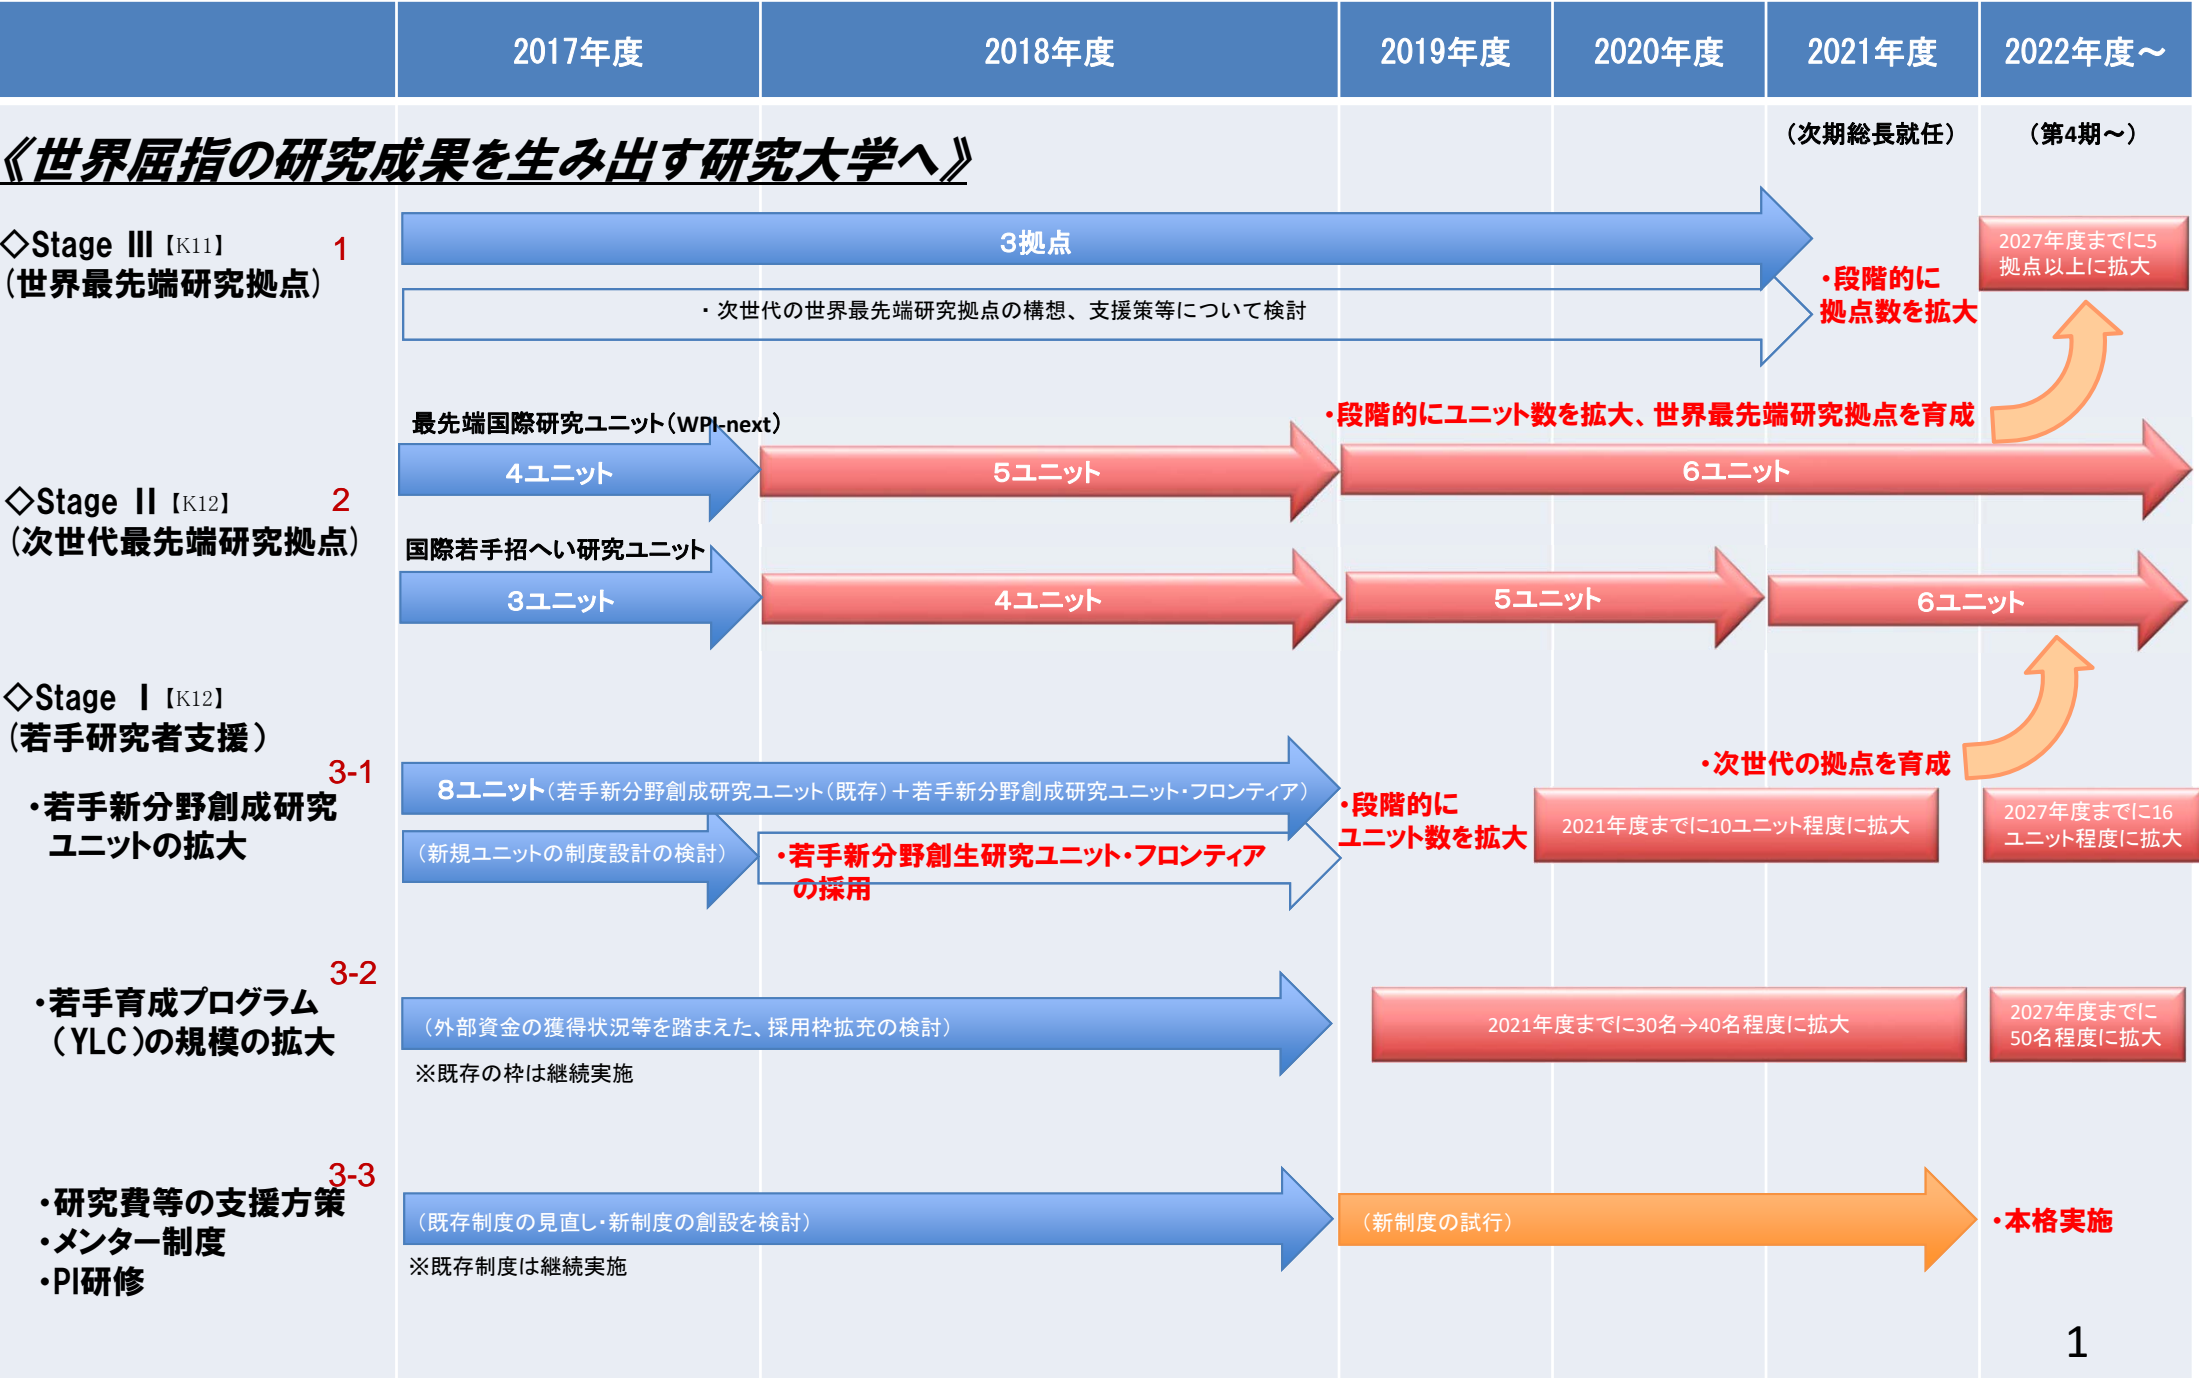 2017年度
2018年度
2019年度
2020年度
2021年度
2022年度～
（次期総長就任）
（第4期～）
《世界屈指の研究成果を生み出す研究大学へ》
◇Stage Ⅲ【K11】
1
(世界最先端研究拠点)
3拠点
・次世代の世界最先端研究拠点の構想、支援策等について検討
・段階的に
拠点数を拡大
2027年度までに5
拠点以上に拡大
◇Stage Ⅱ【K12】
2
(次世代最先端研究拠点)
最先端国際研究ユニット（WPI-next）
4ユニット
5ユニット
・段階的にユニット数を拡大、世界最先端研究拠点を育成
6ユニット
国際若手招へい研究ユニット
3ユニット
4ユニット
5ユニット
6ユニット
◇Stage Ⅰ【K12】
(若手研究者支援）
3-1
・若手新分野創成研究
ユニットの拡大
8ユニット（若手新分野創成研究ユニット（既存）＋若手新分野創成研究ユニット・フロンティア）
（新規ユニットの制度設計の検討）
・若手新分野創生研究ユニット・フロンティア
の採用
・段階的に
ユニット数を拡大
・次世代の拠点を育成
2021年度までに10ユニット程度に拡大
2027年度までに16
ユニット程度に拡大
3-2
・若手育成プログラム
（YLC）の規模の拡大
（外部資金の獲得状況等を踏まえた、採用枠拡充の検討）
※既存の枠は継続実施
2021年度までに30名→40名程度に拡大
2027年度までに
50名程度に拡大
3-3
・研究費等の支援方策
・メンター制度
・PI研修
（既存制度の見直し・新制度の創設を検討）
※既存制度は継続実施
（新制度の試行）
・本格実施
1